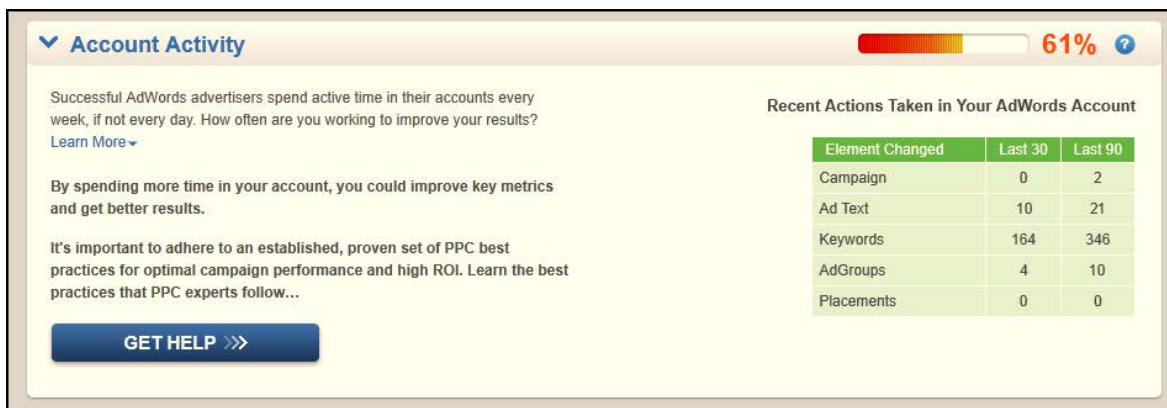 Account Activity
61% ?
Successful AdWords advertisers spend active time in their accounts every
week, if not every day. How often are you working to improve your results?
Learn More
By spending more time in your account, you could improve key metrics
and get better results.
It's important to adhere to an established, proven set of PPC best
practices for optimal campaign performance and high ROI. Learn the best
practices that PPC experts follow…
GET HELP >>>
Recent Actions Taken in Your AdWords Account
Element Changed Last 30 Last 90
Campaign 0 2
Ad Text 10 21
Keywords 164 346
AdGroups 4 10
Placements 0 0